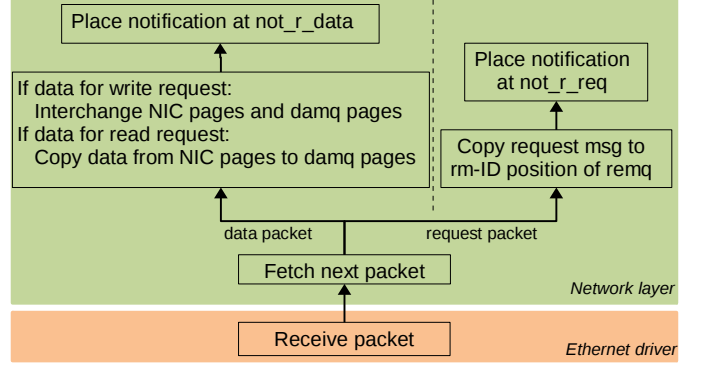 Place notification at not_r_data
If data for write request:
Interchange NIC pages and damq pages
If data for read request:
Copy data from NIC pages to damq pages
Place notification
at not_r_req
Copy request msg to
rm-ID position of remq
data packet
request packet
Fetch next packet
Network layer
Receive packet
Ethernet driver